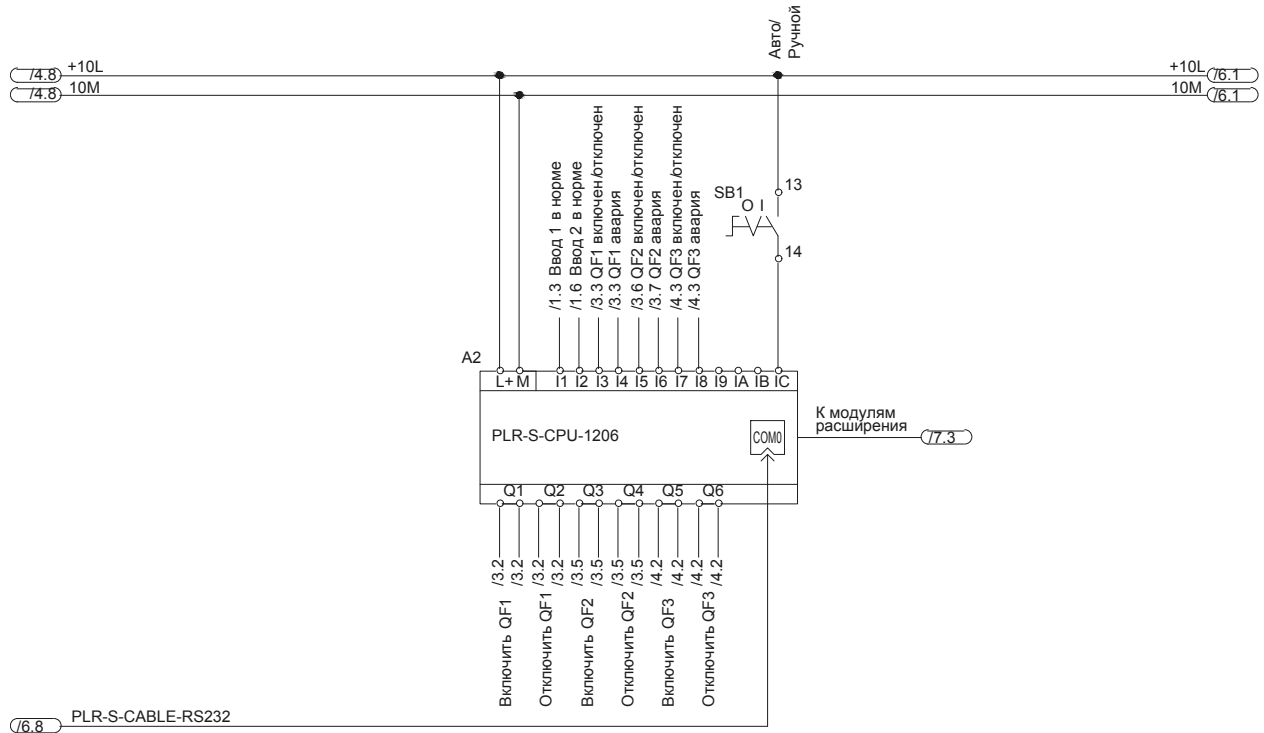 Авто/
Ручной
/4.8 +10L
+10L /6.1
/4.8 10M
10M /6.1
/1.3 Ввод 1 в норме
/1.6 Ввод 2 в норме
/3.3 QF1 включен/отключен
/3.3 QF1 авария
/3.6 QF2 включен/отключен
/3.7 QF2 авария
/4.3 QF3 включен/отключен
/4.3 QF3 авария
13
SB1
O I
14
A2
L+ M I1 I2 I3 I4 I5 I6 I7 I8 I9 IA IB IC
PLR-S-CPU-1206
COM0
К модулям
расширения
/7.3
Q1 Q2 Q3 Q4 Q5 Q6
/3.2
/3.2
/3.2
/3.2
/3.5
/3.5
/3.5
/3.5
/4.2
/4.2
/4.2
/4.2
Включить QF1
Отключить QF1
Включить QF2
Отключить QF2
Включить QF3
Отключить QF3
/6.8 PLR-S-CABLE-RS232